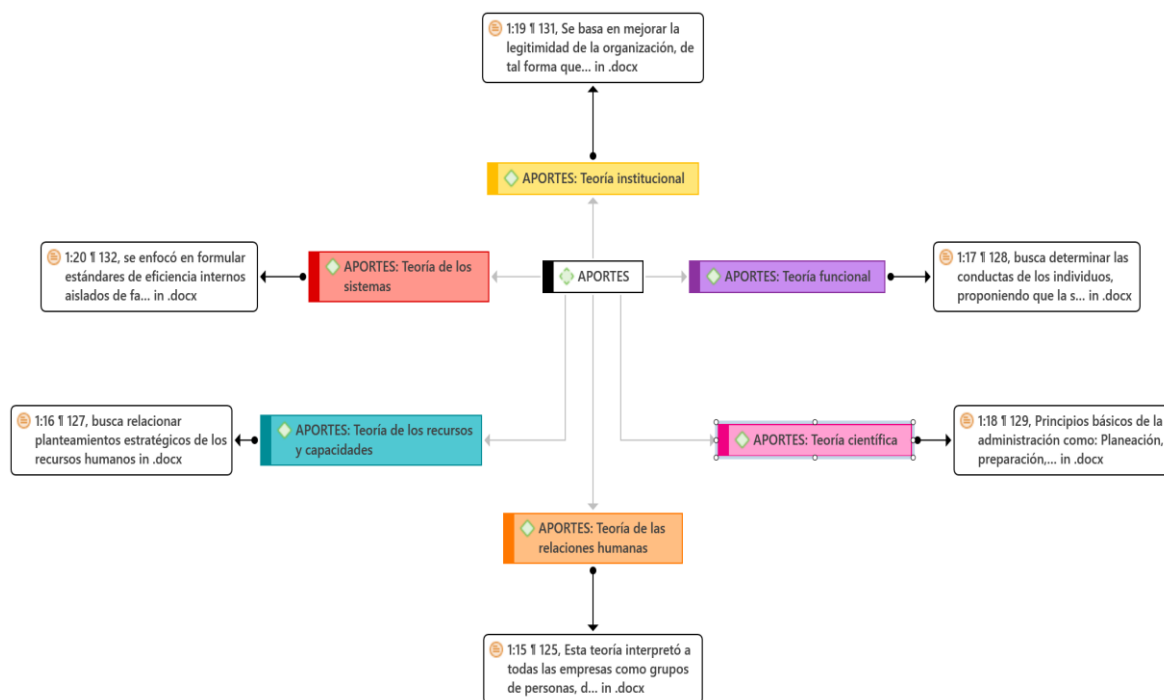 1:19 ¶ 131, Se basa en mejorar la
legitimidad de la organización, de
tal forma que... in .docx
APORTES: Teoría institucional
1:20 ¶ 132, se enfocó en formular
estándares de eficiencia internos
aislados de fa... in .docx
APORTES: Teoría de los
sistemas
APORTES
APORTES: Teoría funcional
1:17 ¶ 128, busca determinar las
conductas de los individuos,
proponiendo que la s... in .docx
1:16 ¶ 127, busca relacionar
planteamientos estratégicos de los
recursos humanos in .docx
APORTES: Teoría de los recursos
y capacidades
APORTES: Teoría científica
1:18 ¶ 129, Principios básicos de la
administración como: Planeación,
preparación,... in .docx
APORTES: Teoría de las
relaciones humanas
1:15 ¶ 125, Esta teoría interpretó a
todas las empresas como grupos
de personas, d... in .docx